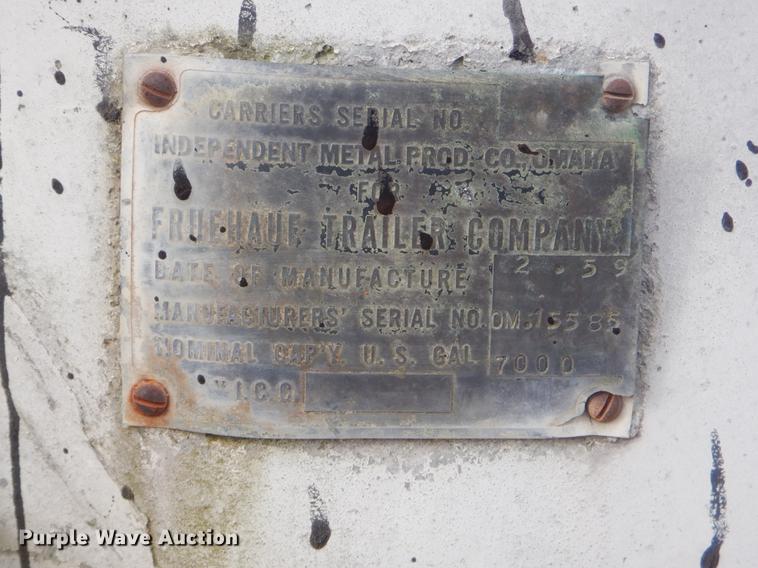 CARRIERS SERIAL NO.
INDEPENDENT METAL PROD. CO. OMAHA
FOR
FRUEHAUF TRAILER COMPANY
DATE OF MANUFACTURE 2.59
MANUFACTURERS' SERIAL NO. OM.15585
NOMINAL CAP'Y. U.S. GAL 7000
I.C.C.
Purple Wave Auction